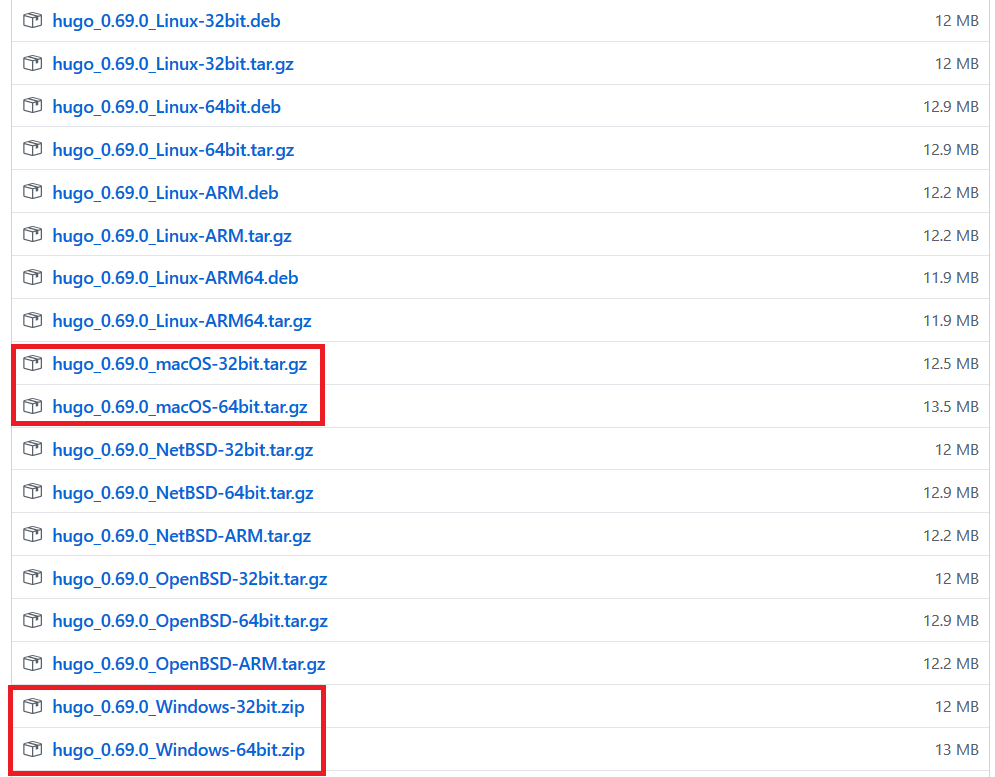 hugo_0.69.0_Linux-32bit.deb 12 MB
hugo_0.69.0_Linux-32bit.tar.gz 12 MB
hugo_0.69.0_Linux-64bit.deb 12.9 MB
hugo_0.69.0_Linux-64bit.tar.gz 12.9 MB
hugo_0.69.0_Linux-ARM.deb 12.2 MB
hugo_0.69.0_Linux-ARM.tar.gz 12.2 MB
hugo_0.69.0_Linux-ARM64.deb 11.9 MB
hugo_0.69.0_Linux-ARM64.tar.gz 11.9 MB
hugo_0.69.0_macOS-32bit.tar.gz 12.5 MB
hugo_0.69.0_macOS-64bit.tar.gz 13.5 MB
hugo_0.69.0_NetBSD-32bit.tar.gz 12 MB
hugo_0.69.0_NetBSD-64bit.tar.gz 12.9 MB
hugo_0.69.0_NetBSD-ARM.tar.gz 12.2 MB
hugo_0.69.0_OpenBSD-32bit.tar.gz 12 MB
hugo_0.69.0_OpenBSD-64bit.tar.gz 12.9 MB
hugo_0.69.0_OpenBSD-ARM.tar.gz 12.2 MB
hugo_0.69.0_Windows-32bit.zip 12 MB
hugo_0.69.0_Windows-64bit.zip 13 MB